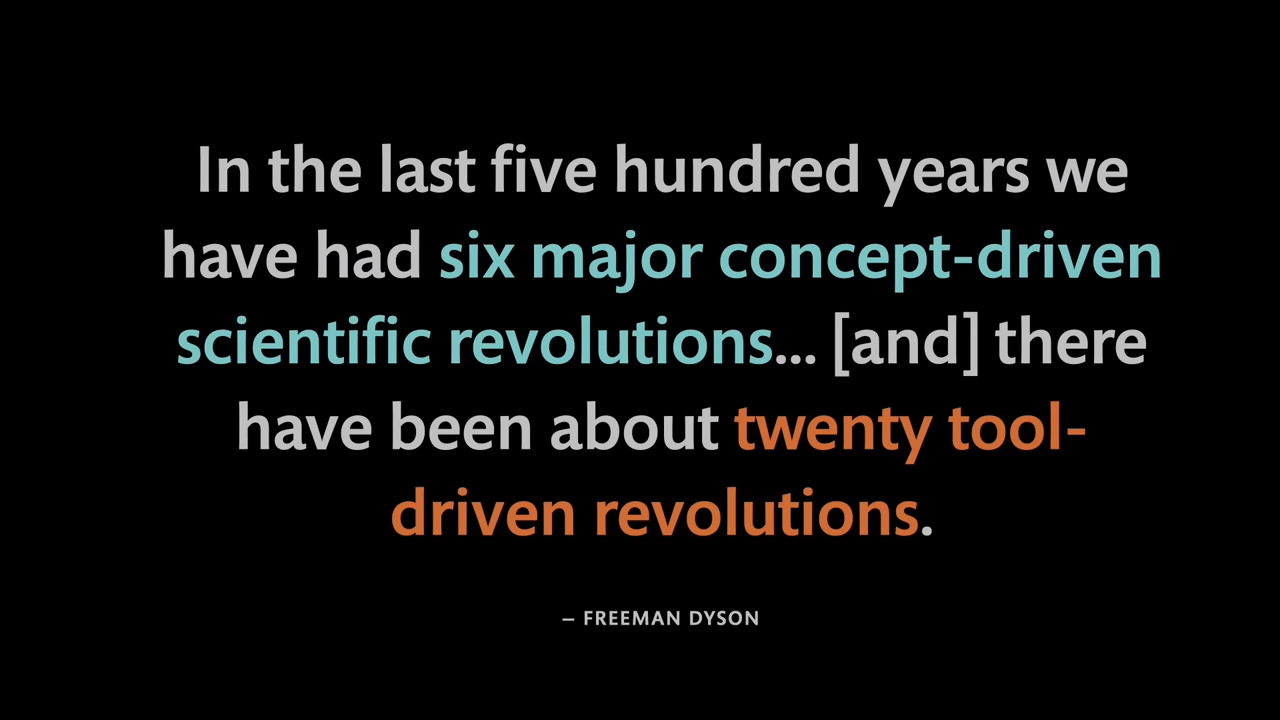 In the last five hundred years we
have had six major concept-driven
scientific revolutions... [and] there
have been about twenty tool-
driven revolutions.
– FREEMAN DYSON